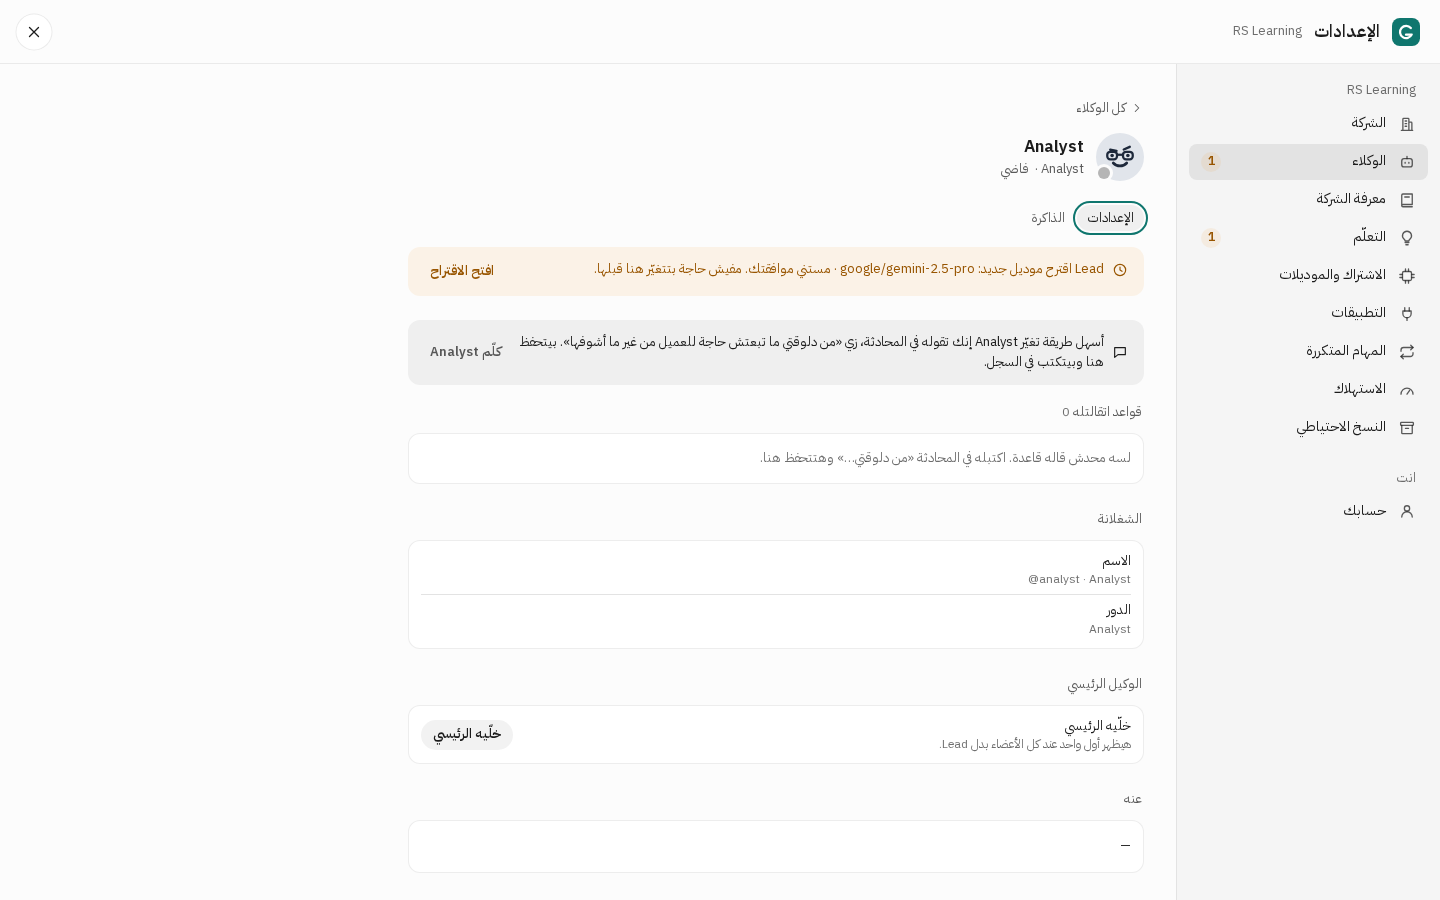 الإعدادات RS Learning
RS Learning
الشركة
الوكلاء 1
معرفة الشركة
التعلّم 1
الاشتراك والموديلات
التطبيقات
المهام المتكررة
الاستهلاك
النسخ الاحتياطي
انت
حسابك
كل الوكلاء
Analyst
Analyst · فاضي
الإعدادات الذاكرة
Lead اقترح موديل جديد: google/gemini-2.5-pro · مستني موافقتك. مفيش حاجة بتتغيّر هنا قبلها. افتح الاقتراح
أسهل طريقة تغيّر Analyst إنك تقوله في المحادثة، زي «من دلوقتي ما تبعتش حاجة للعميل من غير ما أشوفها». بيتحفظ
هنا وبيتكتب في السجل.
كلّم Analyst
قواعد اتقالتله 0
لسه محدش قاله قاعدة. اكتبله في المحادثة «من دلوقتي…» وهتتحفظ هنا.
الشغلانة
الاسم
@analyst · Analyst
الدور
Analyst
الوكيل الرئيسي
خلّيه الرئيسي
هيظهر أول واحد عند كل الأعضاء بدل Lead.
خلّيه الرئيسي
عنه
—